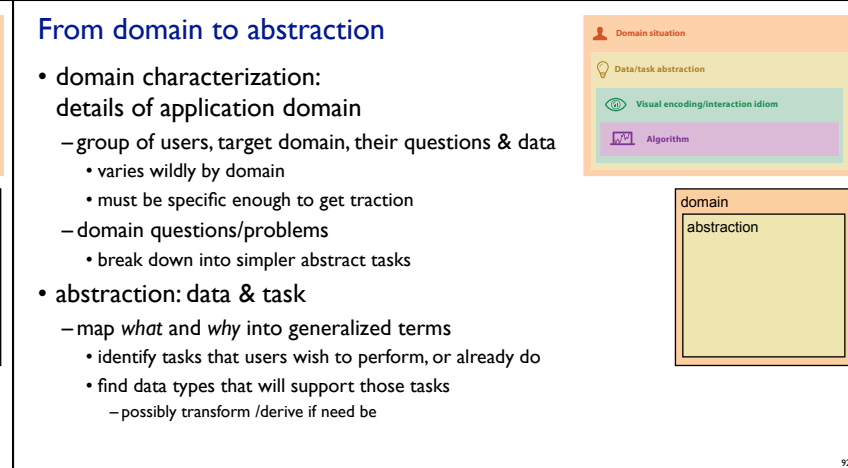 From domain to abstraction
• domain characterization:
details of application domain
– group of users, target domain, their questions & data
• varies wildly by domain
• must be specific enough to get traction
– domain questions/problems
• break down into simpler abstract tasks
• abstraction: data & task
– map what and why into generalized terms
• identify tasks that users wish to perform, or already do
• find data types that will support those tasks
– possibly transform /derive if need be
Domain situation
Data/task abstraction
Visual encoding/interaction idiom
Algorithm
domain
abstraction